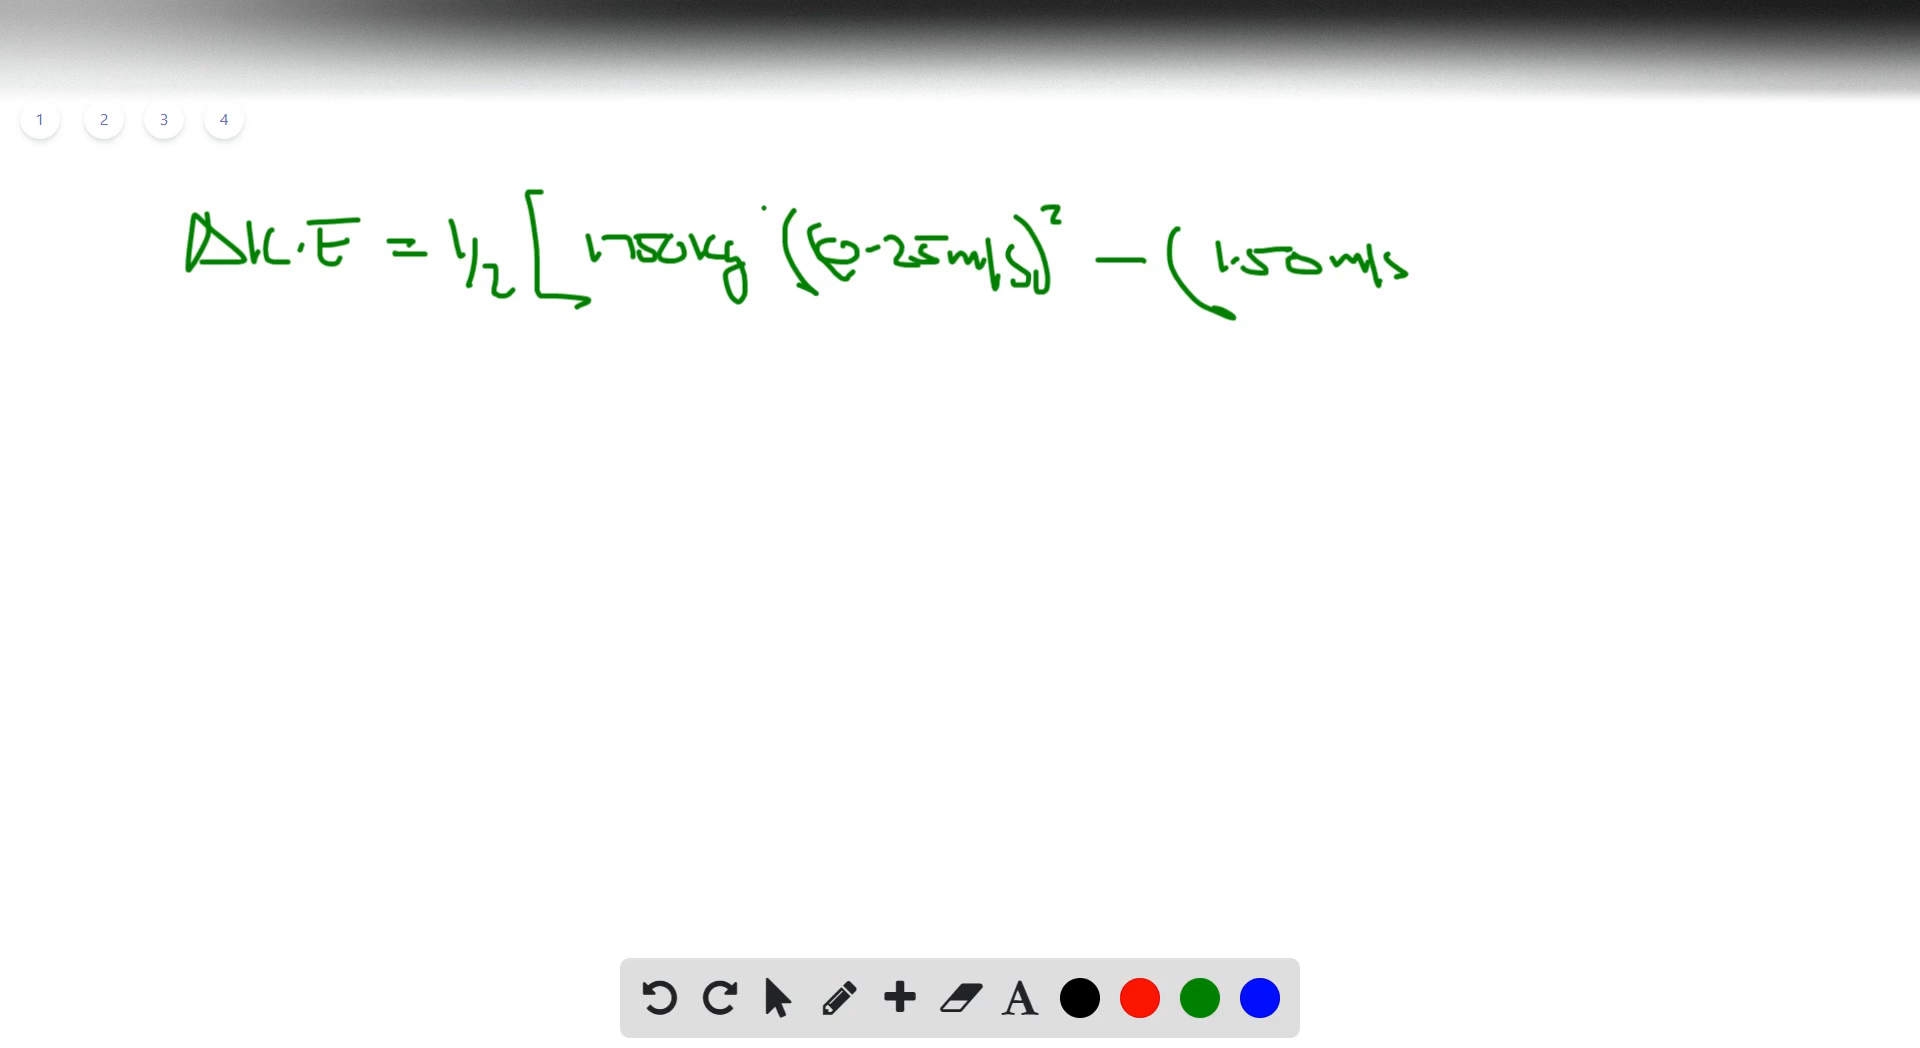 1 2 3 4
ΔK.E = 1/2 [ 1750kg (0.25m/s)² − (1.50m/s
A